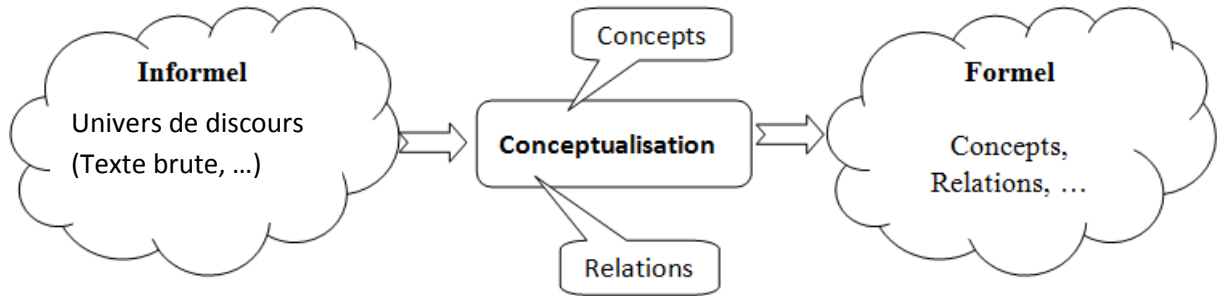 Informel
Univers de discours
(Texte brute, …)
Concepts
Conceptualisation
Relations
Formel
Concepts,
Relations, …